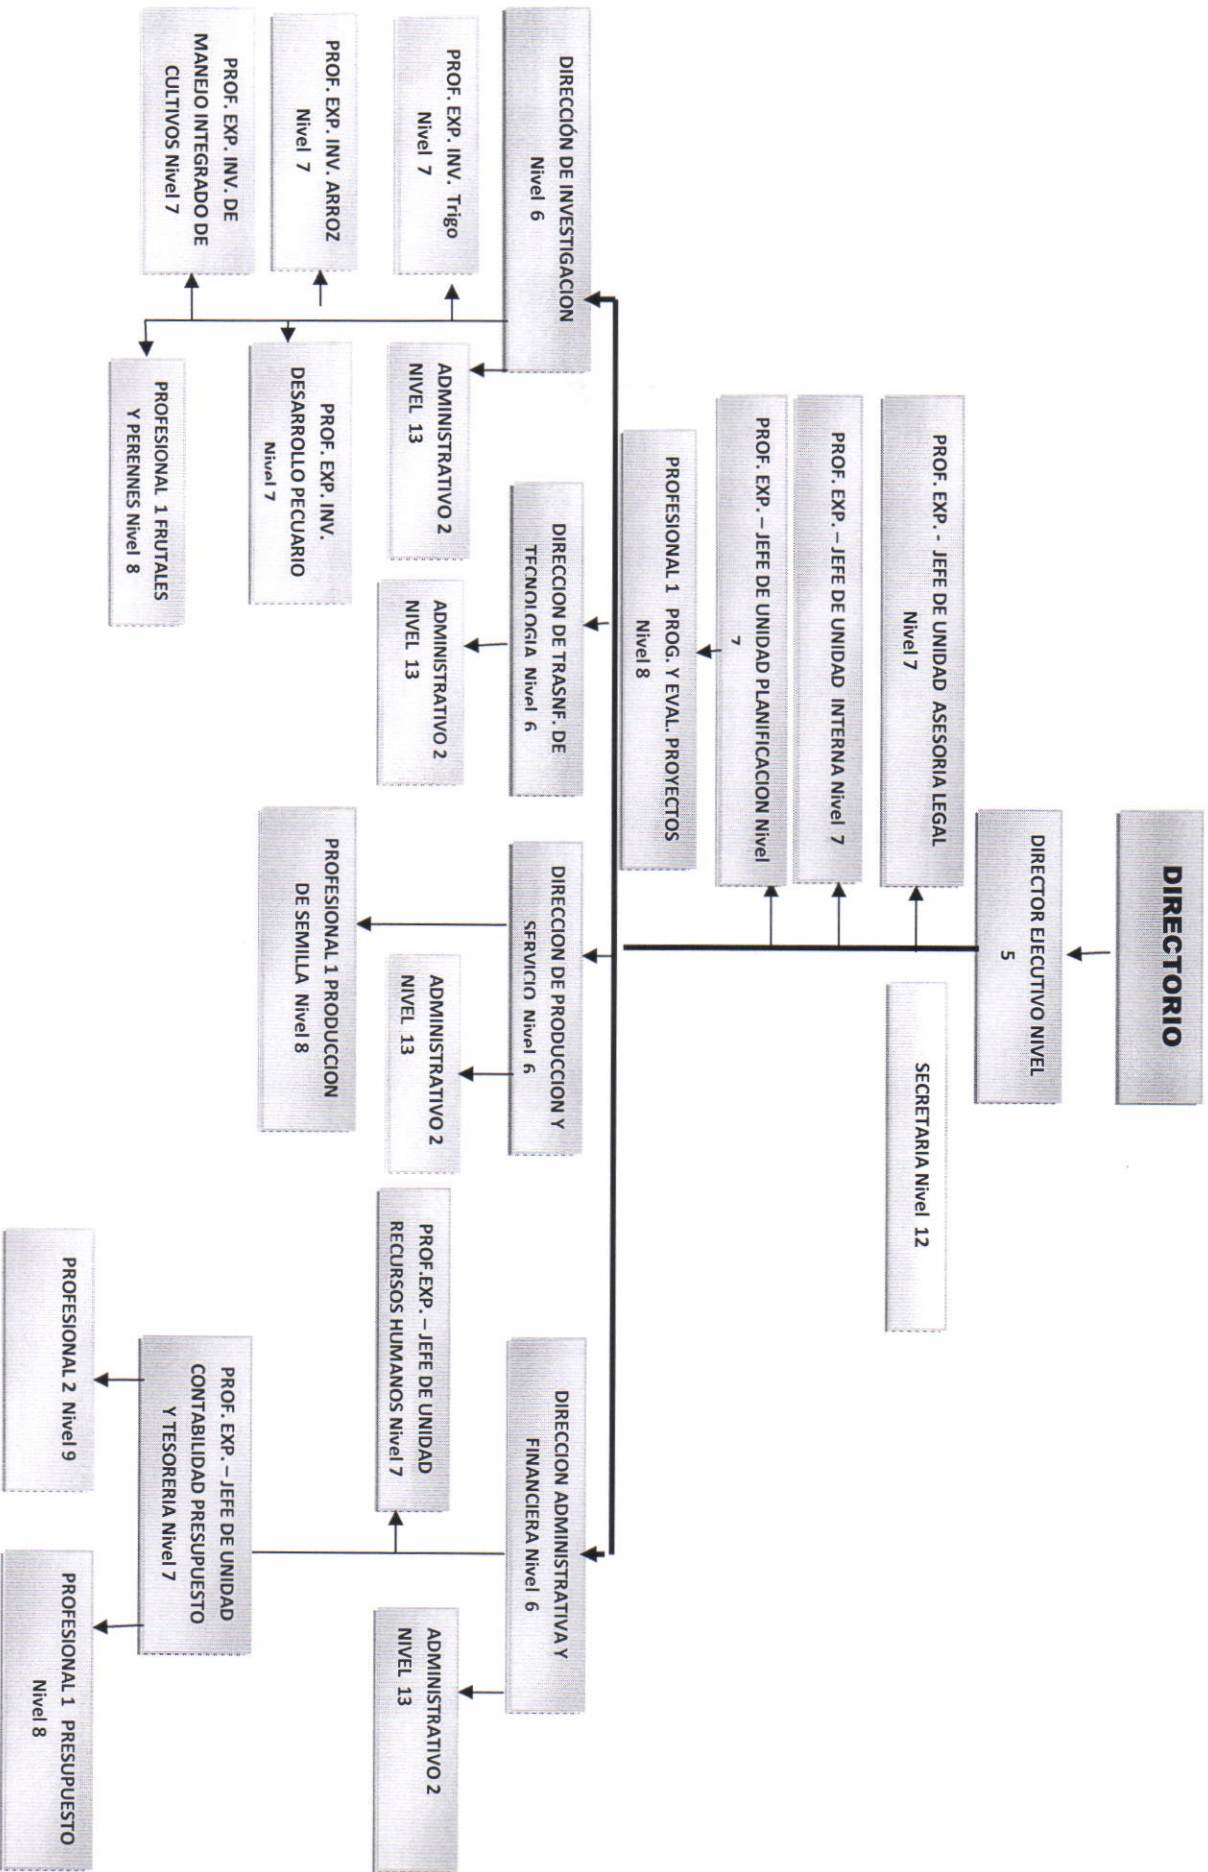 DIRECTORIO
DIRECTOR EJECUTIVO NIVEL
5
PROF. EXP. - JEFE DE UNIDAD ASESORIA LEGAL
Nivel 7
SECRETARIA Nivel 12
PROF. EXP. – JEFE DE UNIDAD INTERNA Nivel 7
PROF. EXP. – JEFE DE UNIDAD PLANIFICACION Nivel
7
PROFESIONAL 1 PROG. Y EVAL. PROYECTOS
Nivel 8
DIRECCIÓN DE INVESTIGACION
Nivel 6
DIRECCION DE TRASNF. DE
TECNOLOGIA Nivel 6
DIRECCION DE PRODUCCION Y
SERVICIO Nivel 6
DIRECCION ADMINISTRATIVA Y
FINANCIERA Nivel 6
PROF. EXP. INV. Trigo
Nivel 7
ADMINISTRATIVO 2
NIVEL 13
ADMINISTRATIVO 2
NIVEL 13
ADMINISTRATIVO 2
NIVEL 13
PROF.EXP. – JEFE DE UNIDAD
RECURSOS HUMANOS Nivel 7
ADMINISTRATIVO 2
NIVEL 13
PROF. EXP. INV. ARROZ
Nivel 7
PROF. EXP. INV.
DESARROLLO PECUARIO
Nivel 7
PROFESIONAL 1 PRODUCCION
DE SEMILLA Nivel 8
PROF. EXP. INV. DE
MANEJO INTEGRADO DE
CULTIVOS Nivel 7
PROFESIONAL 1 FRUTALES
Y PERENNES Nivel 8
PROF. EXP. – JEFE DE UNIDAD
CONTABILIDAD PRESUPUESTO
Y TESORERIA Nivel 7
PROFESIONAL 2 Nivel 9
PROFESIONAL 1 PRESUPUESTO
Nivel 8